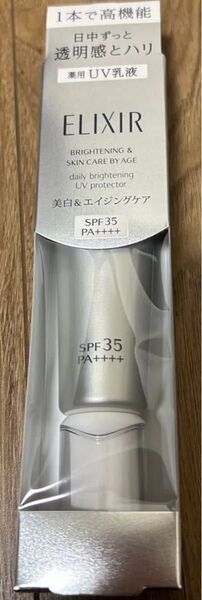 1本で高機能
日中ずっと
透明感とハリ
薬用 UV乳液
ELIXIR
BRIGHTENING &
SKIN CARE BY AGE
daily brightening
UV protector
美白&エイジングケア
SPF35
PA++++
SPF35
PA++++